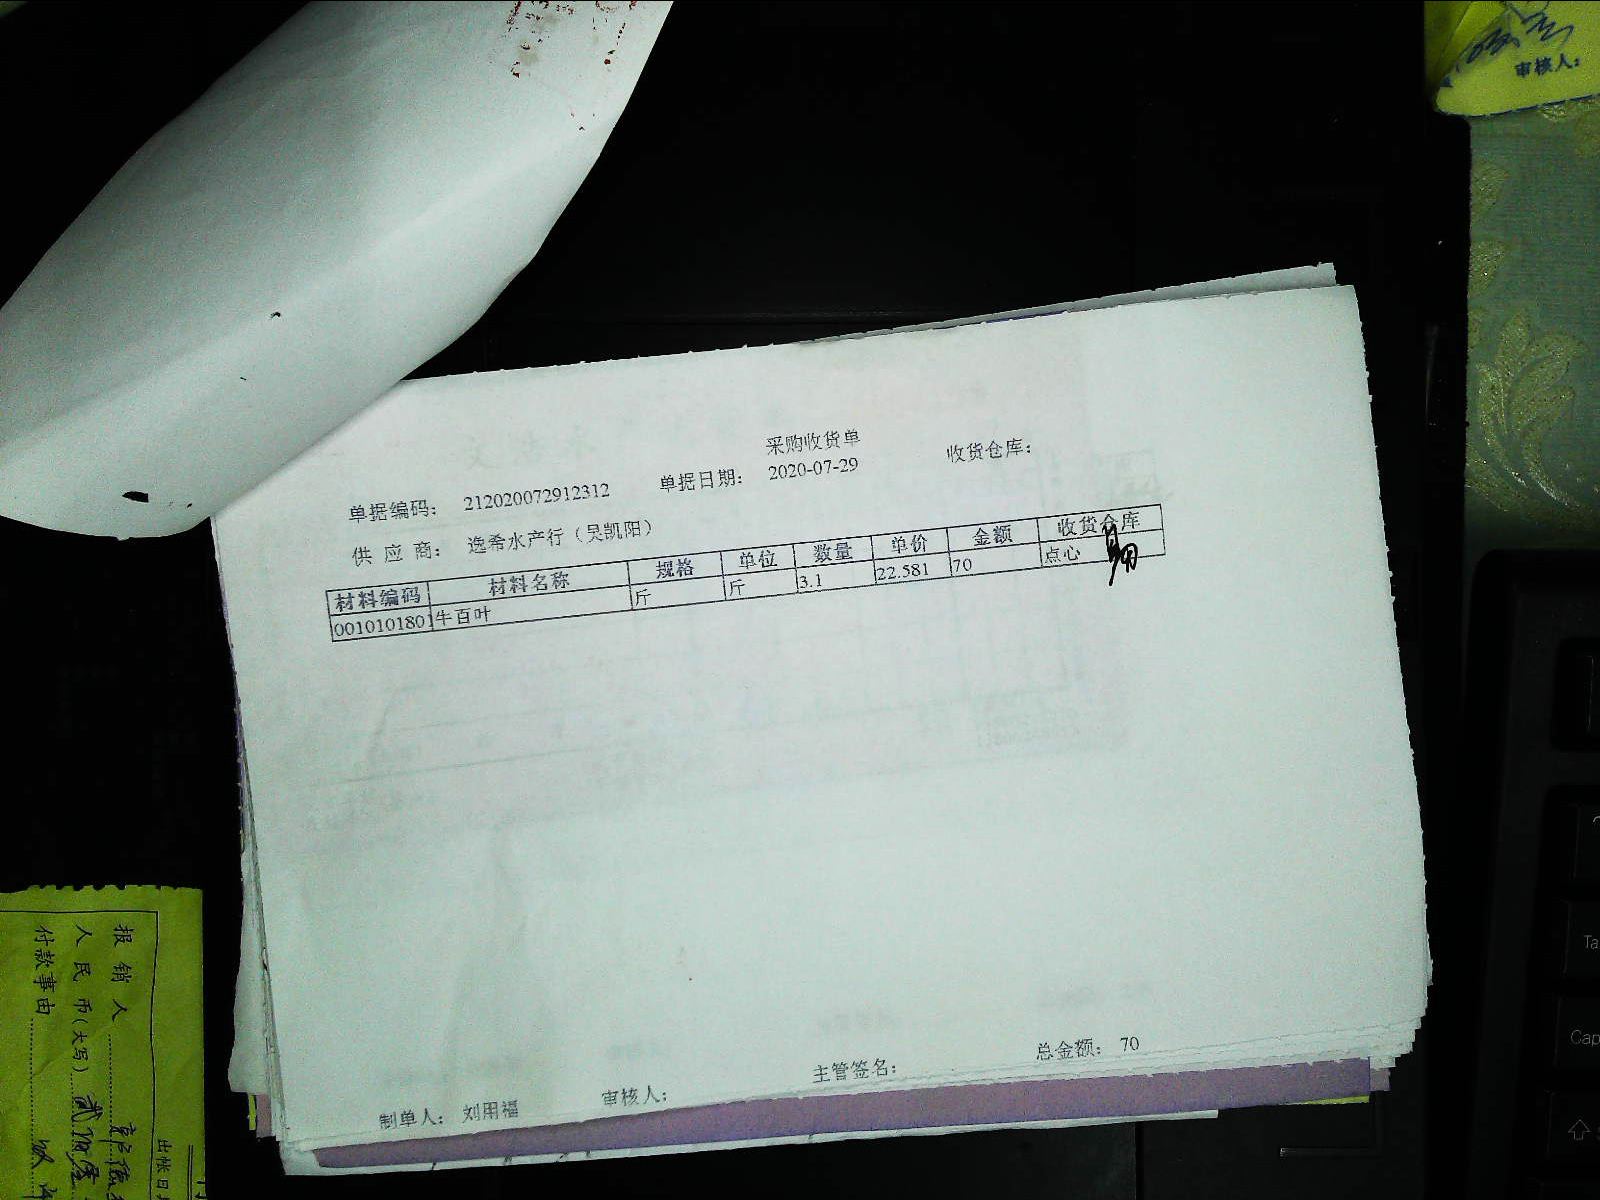 审核人:
采购收货单
单据编码: 212020072912312 单据日期: 2020-07-29 收货仓库:
供应商: 逸希水产行（吴凯阳）
材料编码 材料名称 规格 单位 数量 单价 金额 收货仓库
0010101801 牛百叶 斤 斤 3.1 22.581 70 点心
制单人: 刘用福 审核人: 主管签名: 总金额: 70
报销人
人民币(大写)
付款事由
出帐日
Ta
Cap